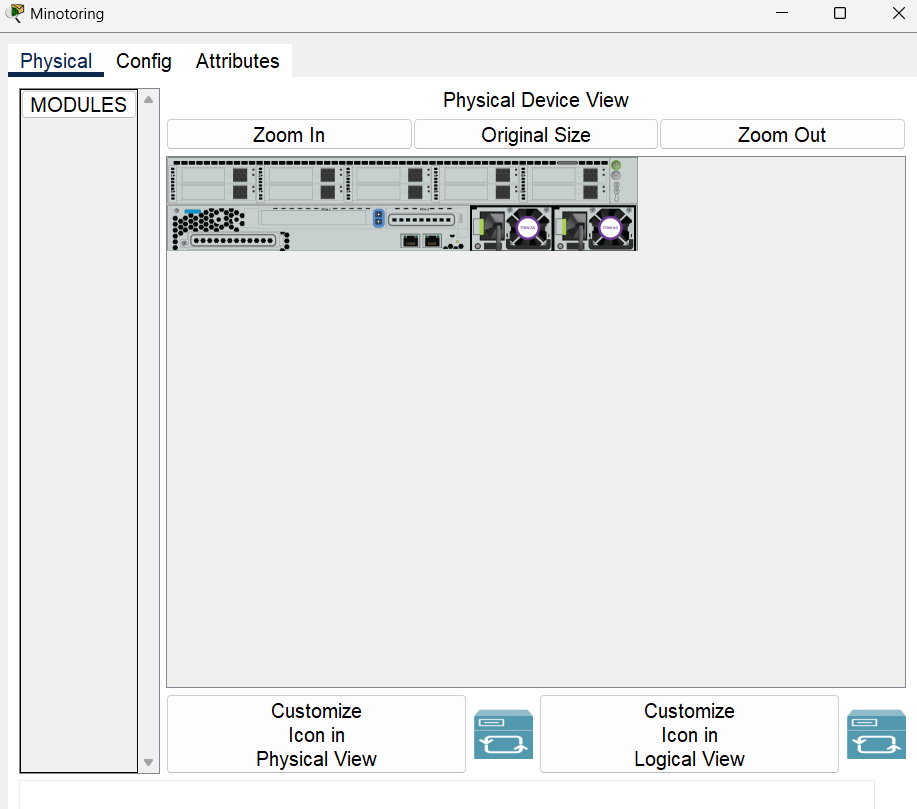 Minotoring
Physical Config Attributes
MODULES
Physical Device View
Zoom In Original Size Zoom Out
Customize
Icon in
Physical View
Customize
Icon in
Logical View